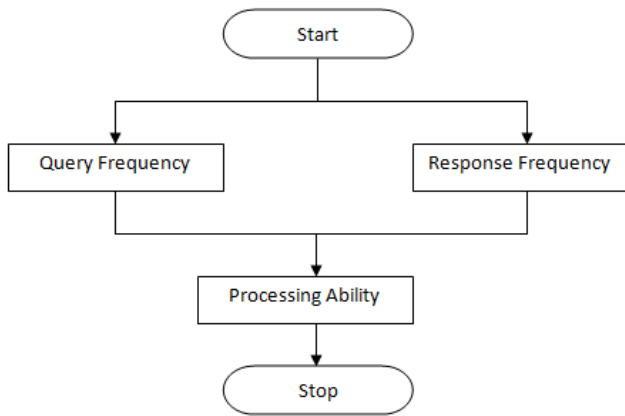 Start
Query Frequency
Response Frequency
Processing Ability
Stop